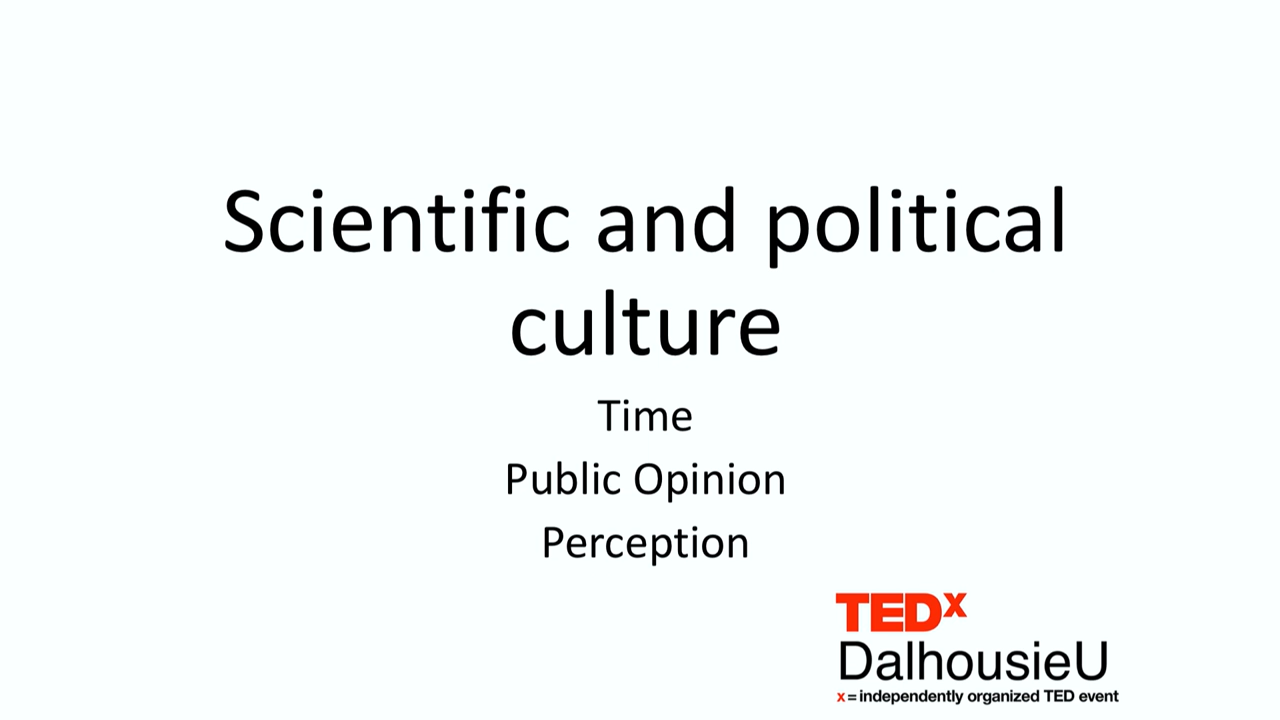 Scientific and political
culture
Time
Public Opinion
Perception
TEDx
DalhousieU
x = independently organized TED event